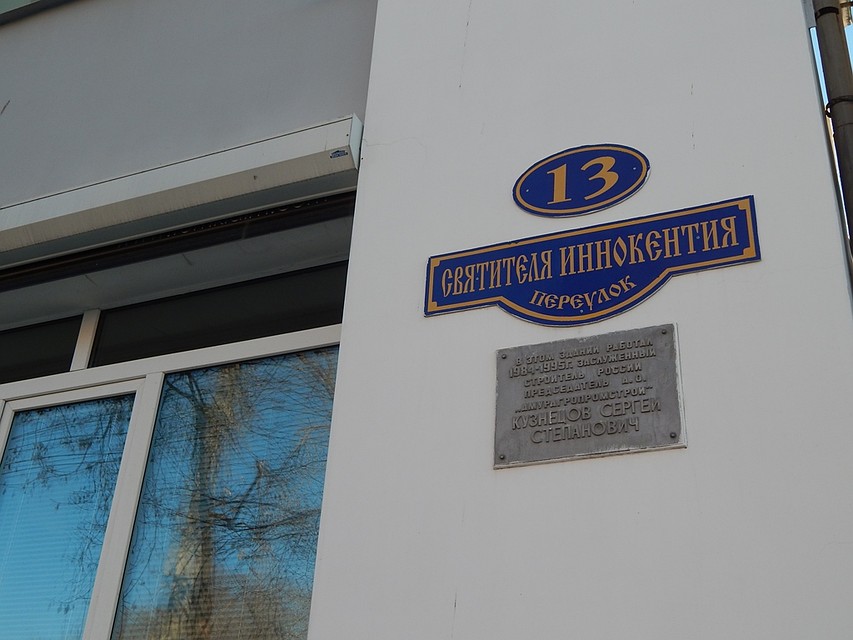 13
СВЯТИТЕЛЯ ИННОКЕНТИЯ
ПЕРЕУЛОК
В ЭТОМ ЗДАНИИ РАБОТАЛ
1984-1995Г. ЗАСЛУЖЕННЫЙ
СТРОИТЕЛЬ РОССИИ
ПРЕДСЕДАТЕЛЬ А.О.
"АМУРАГРОПРОМСТРОЙ"
КУЗНЕЦОВ СЕРГЕЙ
СТЕПАНОВИЧ